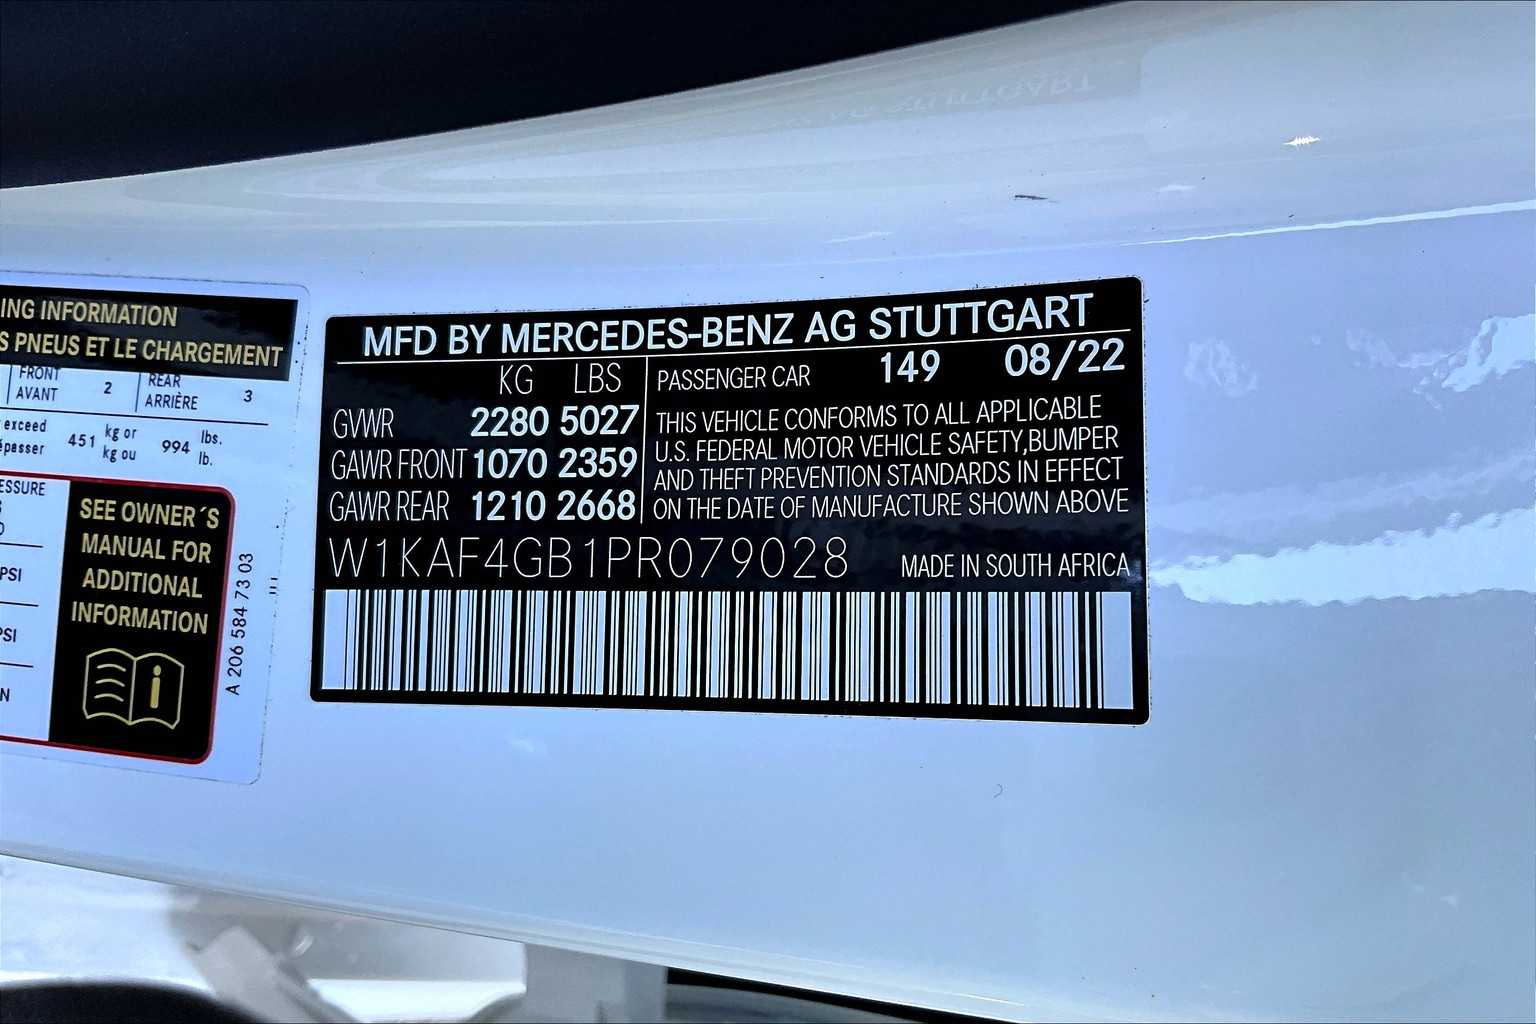 ING INFORMATION
S PNEUS ET LE CHARGEMENT
FRONT
AVANT
2
REAR
ARRIÈRE
3
exceed
451
kg or
kg ou
994
lbs.
lb.
PSI
PSI
SEE OWNER´S
MANUAL FOR
ADDITIONAL
INFORMATION
i
A 206 584 73 03
MFD BY MERCEDES-BENZ AG STUTTGART
KG LBS
GVWR 2280 5027
GAWR FRONT 1070 2359
GAWR REAR 1210 2668
PASSENGER CAR 149 08/22
THIS VEHICLE CONFORMS TO ALL APPLICABLE
U.S. FEDERAL MOTOR VEHICLE SAFETY,BUMPER
AND THEFT PREVENTION STANDARDS IN EFFECT
ON THE DATE OF MANUFACTURE SHOWN ABOVE
W1KAF4GB1PR079028 MADE IN SOUTH AFRICA